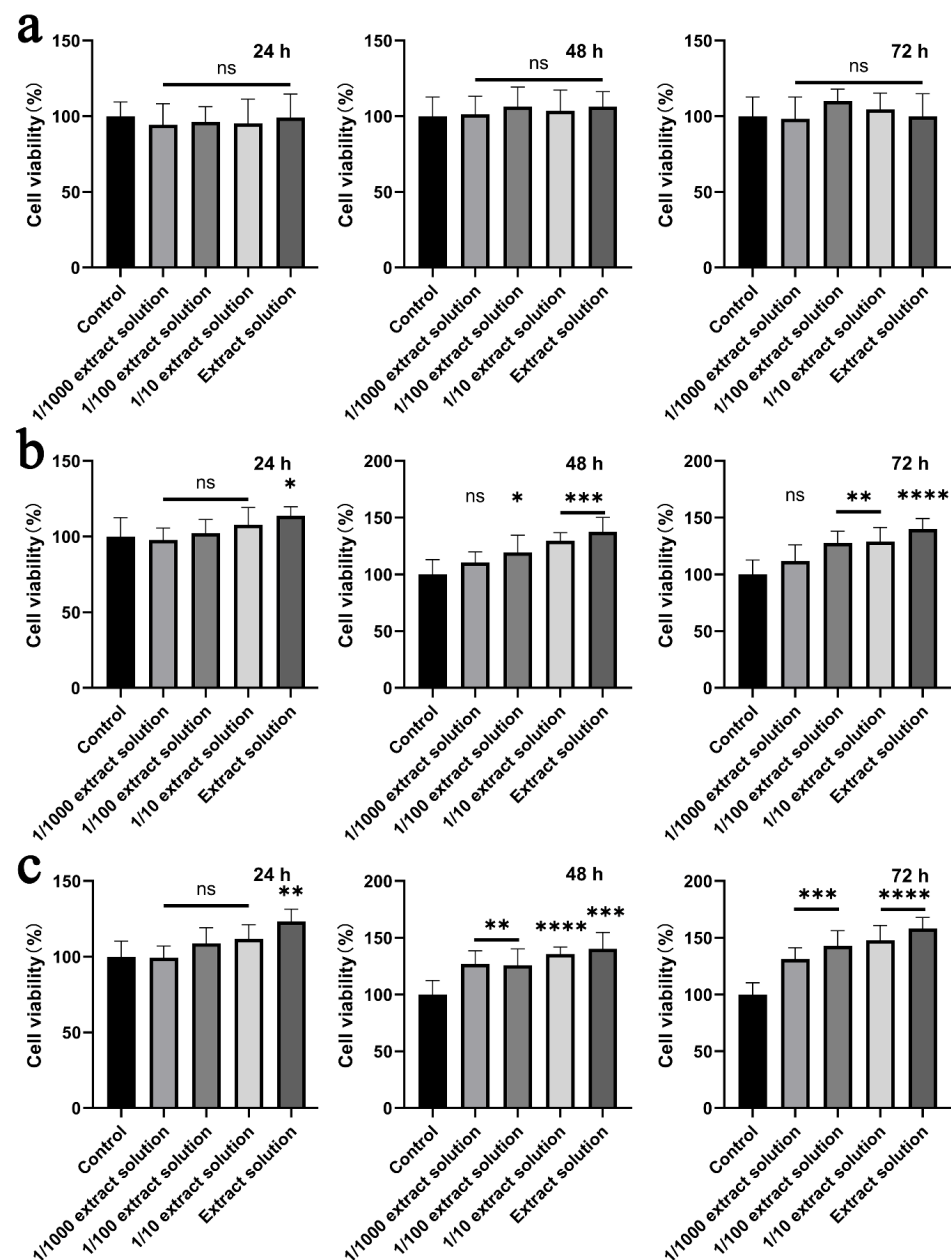 a
24 h
ns
Cell viability (%)
150
100
50
0
Control
1/1000 extract solution
1/100 extract solution
1/10 extract solution
Extract solution
48 h
ns
Cell viability (%)
150
100
50
0
Control
1/1000 extract solution
1/100 extract solution
1/10 extract solution
Extract solution
72 h
ns
Cell viability (%)
150
100
50
0
Control
1/1000 extract solution
1/100 extract solution
1/10 extract solution
Extract solution
b
24 h
ns
*
Cell viability (%)
150
100
50
0
Control
1/1000 extract solution
1/100 extract solution
1/10 extract solution
Extract solution
48 h
ns
*
***
Cell viability (%)
200
150
100
50
0
Control
1/1000 extract solution
1/100 extract solution
1/10 extract solution
Extract solution
72 h
ns
**
****
Cell viability (%)
200
150
100
50
0
Control
1/1000 extract solution
1/100 extract solution
1/10 extract solution
Extract solution
c
24 h
ns
**
Cell viability (%)
150
100
50
0
Control
1/1000 extract solution
1/100 extract solution
1/10 extract solution
Extract solution
48 h
**
****
***
Cell viability (%)
200
150
100
50
0
Control
1/1000 extract solution
1/100 extract solution
1/10 extract solution
Extract solution
72 h
***
****
Cell viability (%)
200
150
100
50
0
Control
1/1000 extract solution
1/100 extract solution
1/10 extract solution
Extract solution